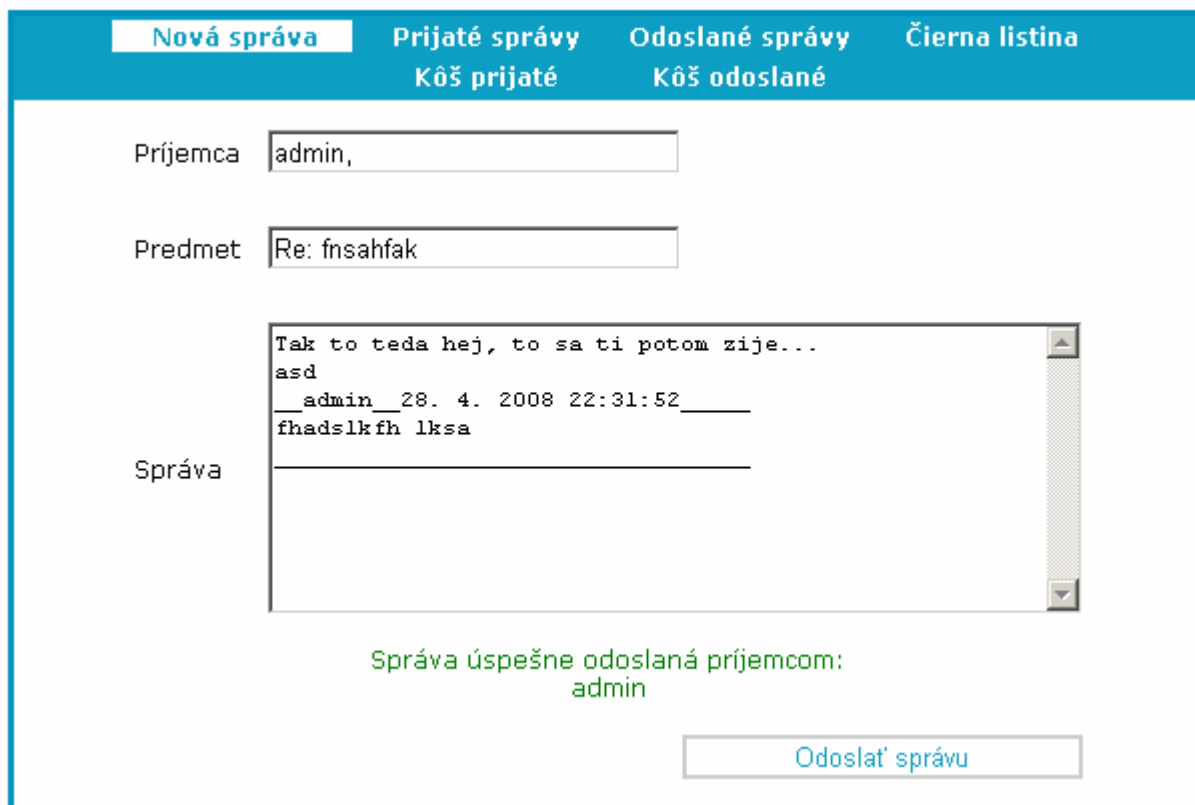 Nová správa Prijaté správy Odoslané správy Čierna listina
Kôš prijaté Kôš odoslané
Príjemca admin,
Predmet Re: fnsahfak
Správa
Tak to teda hej, to sa ti potom zije...
asd
__admin__28. 4. 2008 22:31:52_____
fhadslkfh lksa
__________________________________
Správa úspešne odoslaná príjemcom:
admin
Odoslať správu